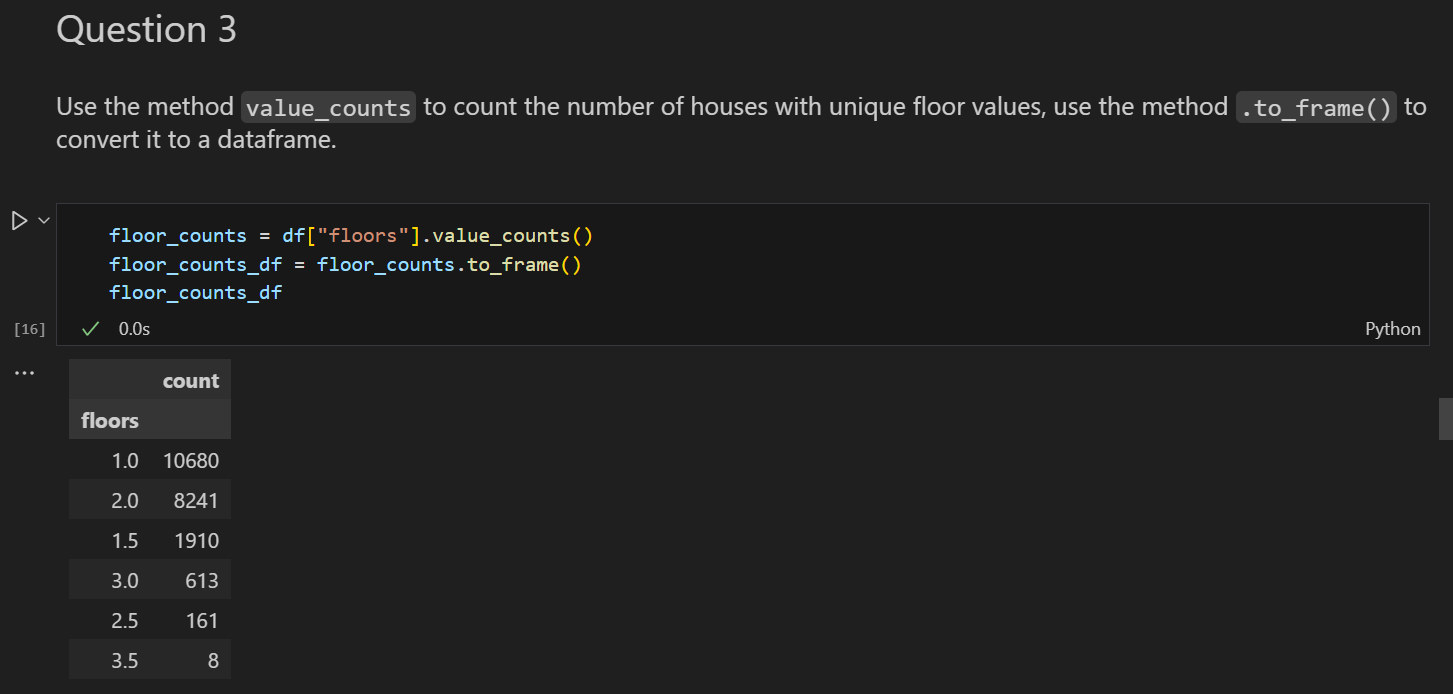 Question 3
Use the method value_counts to count the number of houses with unique floor values, use the method .to_frame() to
convert it to a dataframe.
floor_counts = df["floors"].value_counts()
floor_counts_df = floor_counts.to_frame()
floor_counts_df
[16] 0.0s Python
count
floors
1.0 10680
2.0 8241
1.5 1910
3.0 613
2.5 161
3.5 8